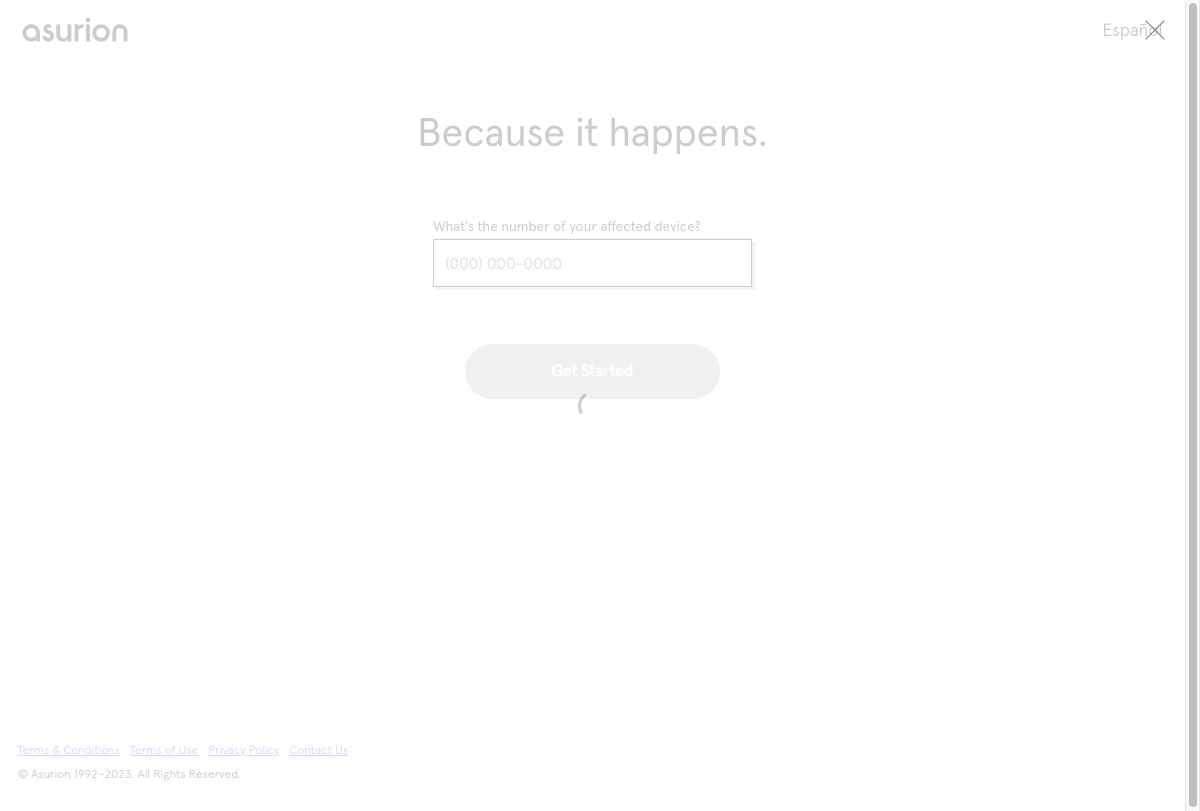 asurion
Español
Because it happens.
What's the number of your affected device?
(000) 000-0000
Get Started
Terms & Conditions Terms of Use Privacy Policy Contact Us
© Asurion 1992-2023. All Rights Reserved.